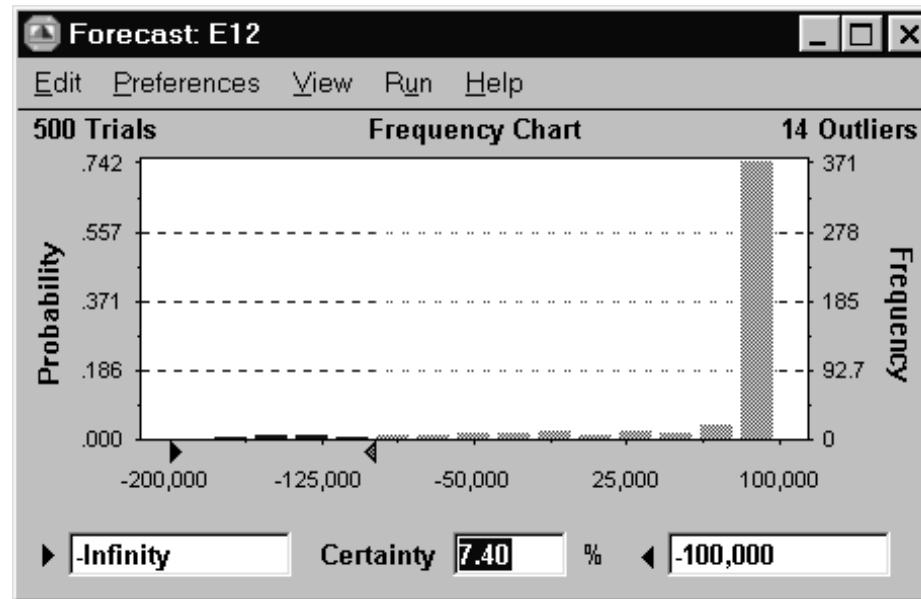 Forecast: E12
Edit Preferences View Run Help
500 Trials Frequency Chart 14 Outliers
.742 371
.557 278
.371 185
.186 92.7
.000 0
Probability
Frequency
-200,000 -125,000 -50,000 25,000 100,000
-Infinity Certainty 7.40 % -100,000